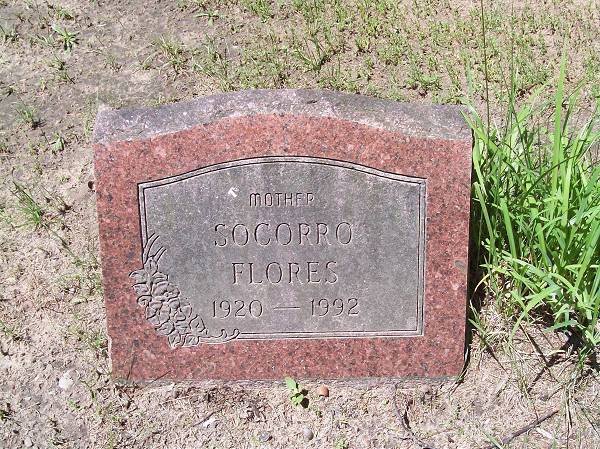 MOTHER
SOCORRO
FLORES
1920 — 1992